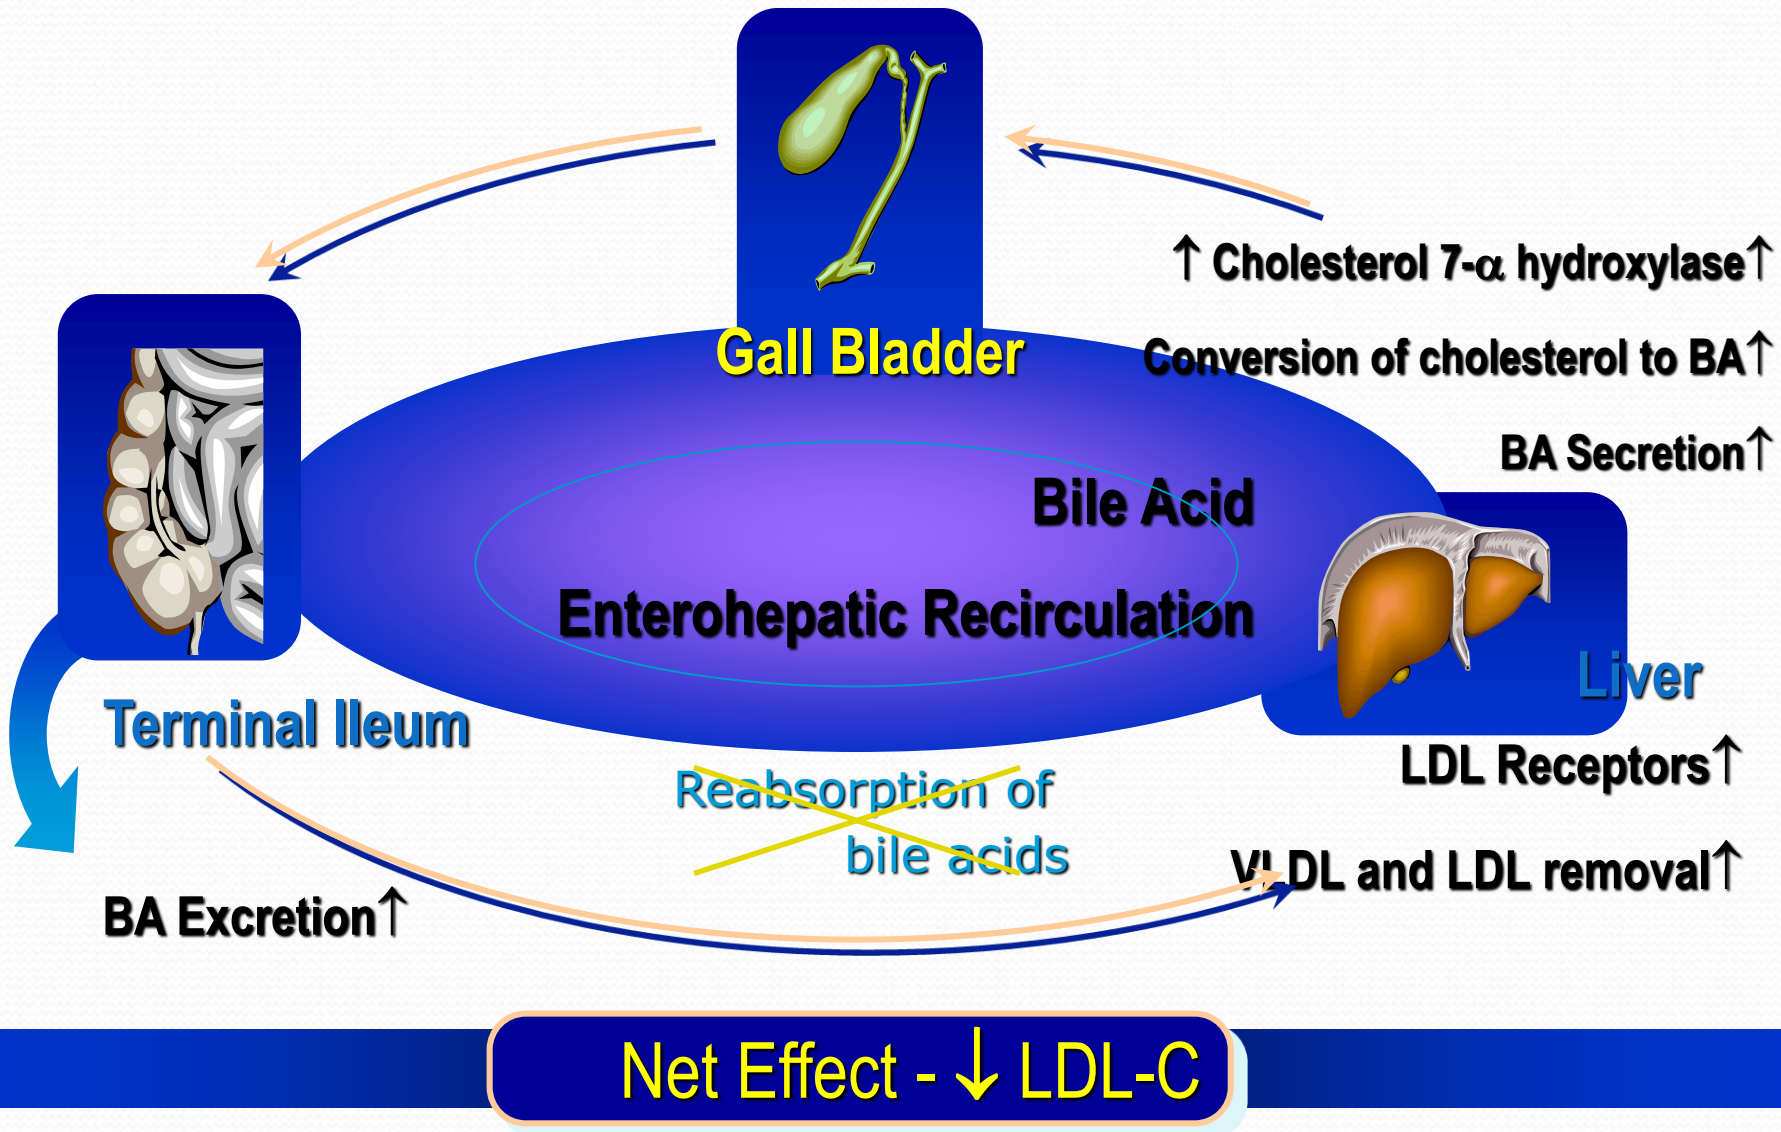 Gall Bladder
↑ Cholesterol 7-α hydroxylase↑
Conversion of cholesterol to BA↑
BA Secretion↑
Bile Acid
Enterohepatic Recirculation
Liver
Terminal Ileum
LDL Receptors↑
Reabsorption of
bile acids
VLDL and LDL removal↑
BA Excretion↑
Net Effect - ↓ LDL-C